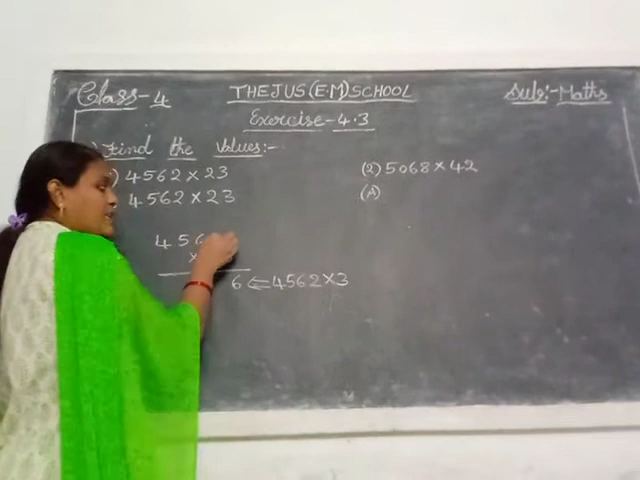 Class-4 THEJUS(E.M)SCHOOL Sub:-Maths
Exercise-4.3
Find the Values:-
) 4562×23
4562×23
(2) 5068×42
(A)
456
×
6 ⇐ 4562×3